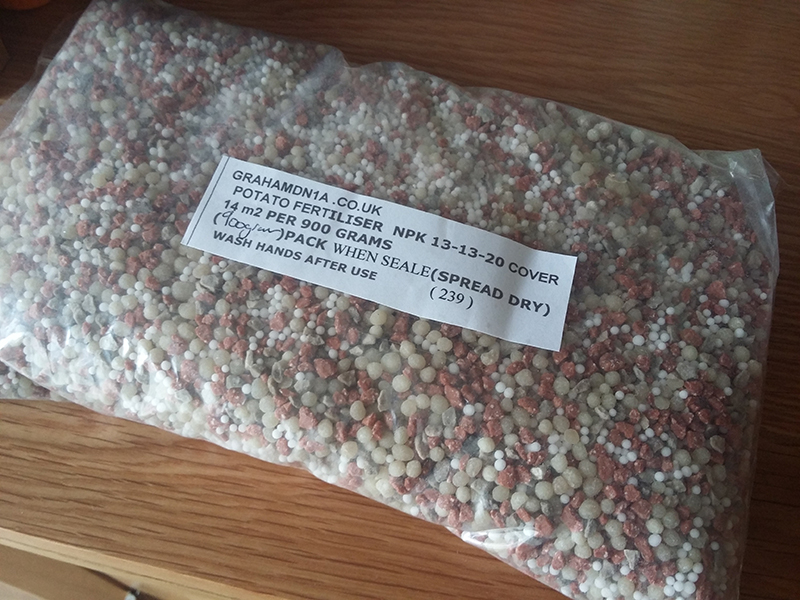 GRAHAMDN1A .CO.UK
POTATO FERTILISER NPK 13-13-20 COVER
14 m2 PER 900 GRAMS
(900gram)PACK WHEN SEALE(SPREAD DRY)
WASH HANDS AFTER USE (239)